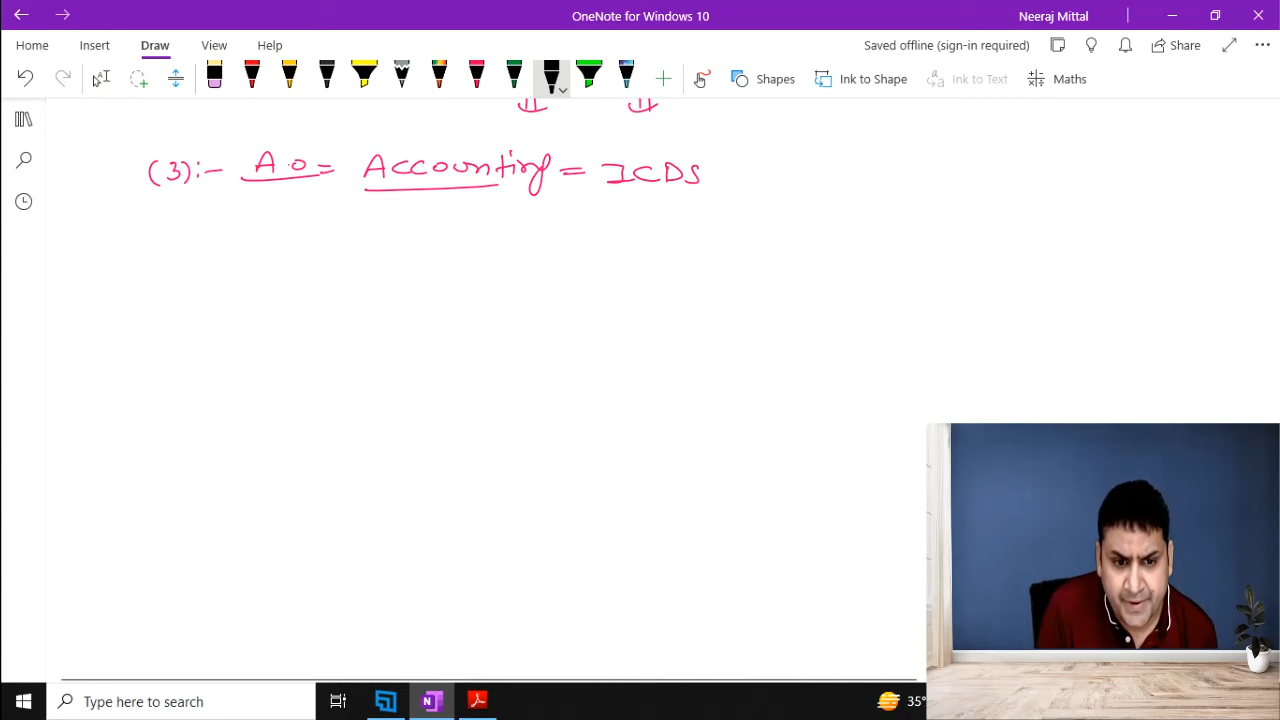 OneNote for Windows 10
Neeraj Mittal
Home Insert Draw View Help
Saved offline (sign-in required)
Share
Shapes
Ink to Shape
Ink to Text
Maths
(3):- A.O = Accounting = ICDS
Type here to search
35°